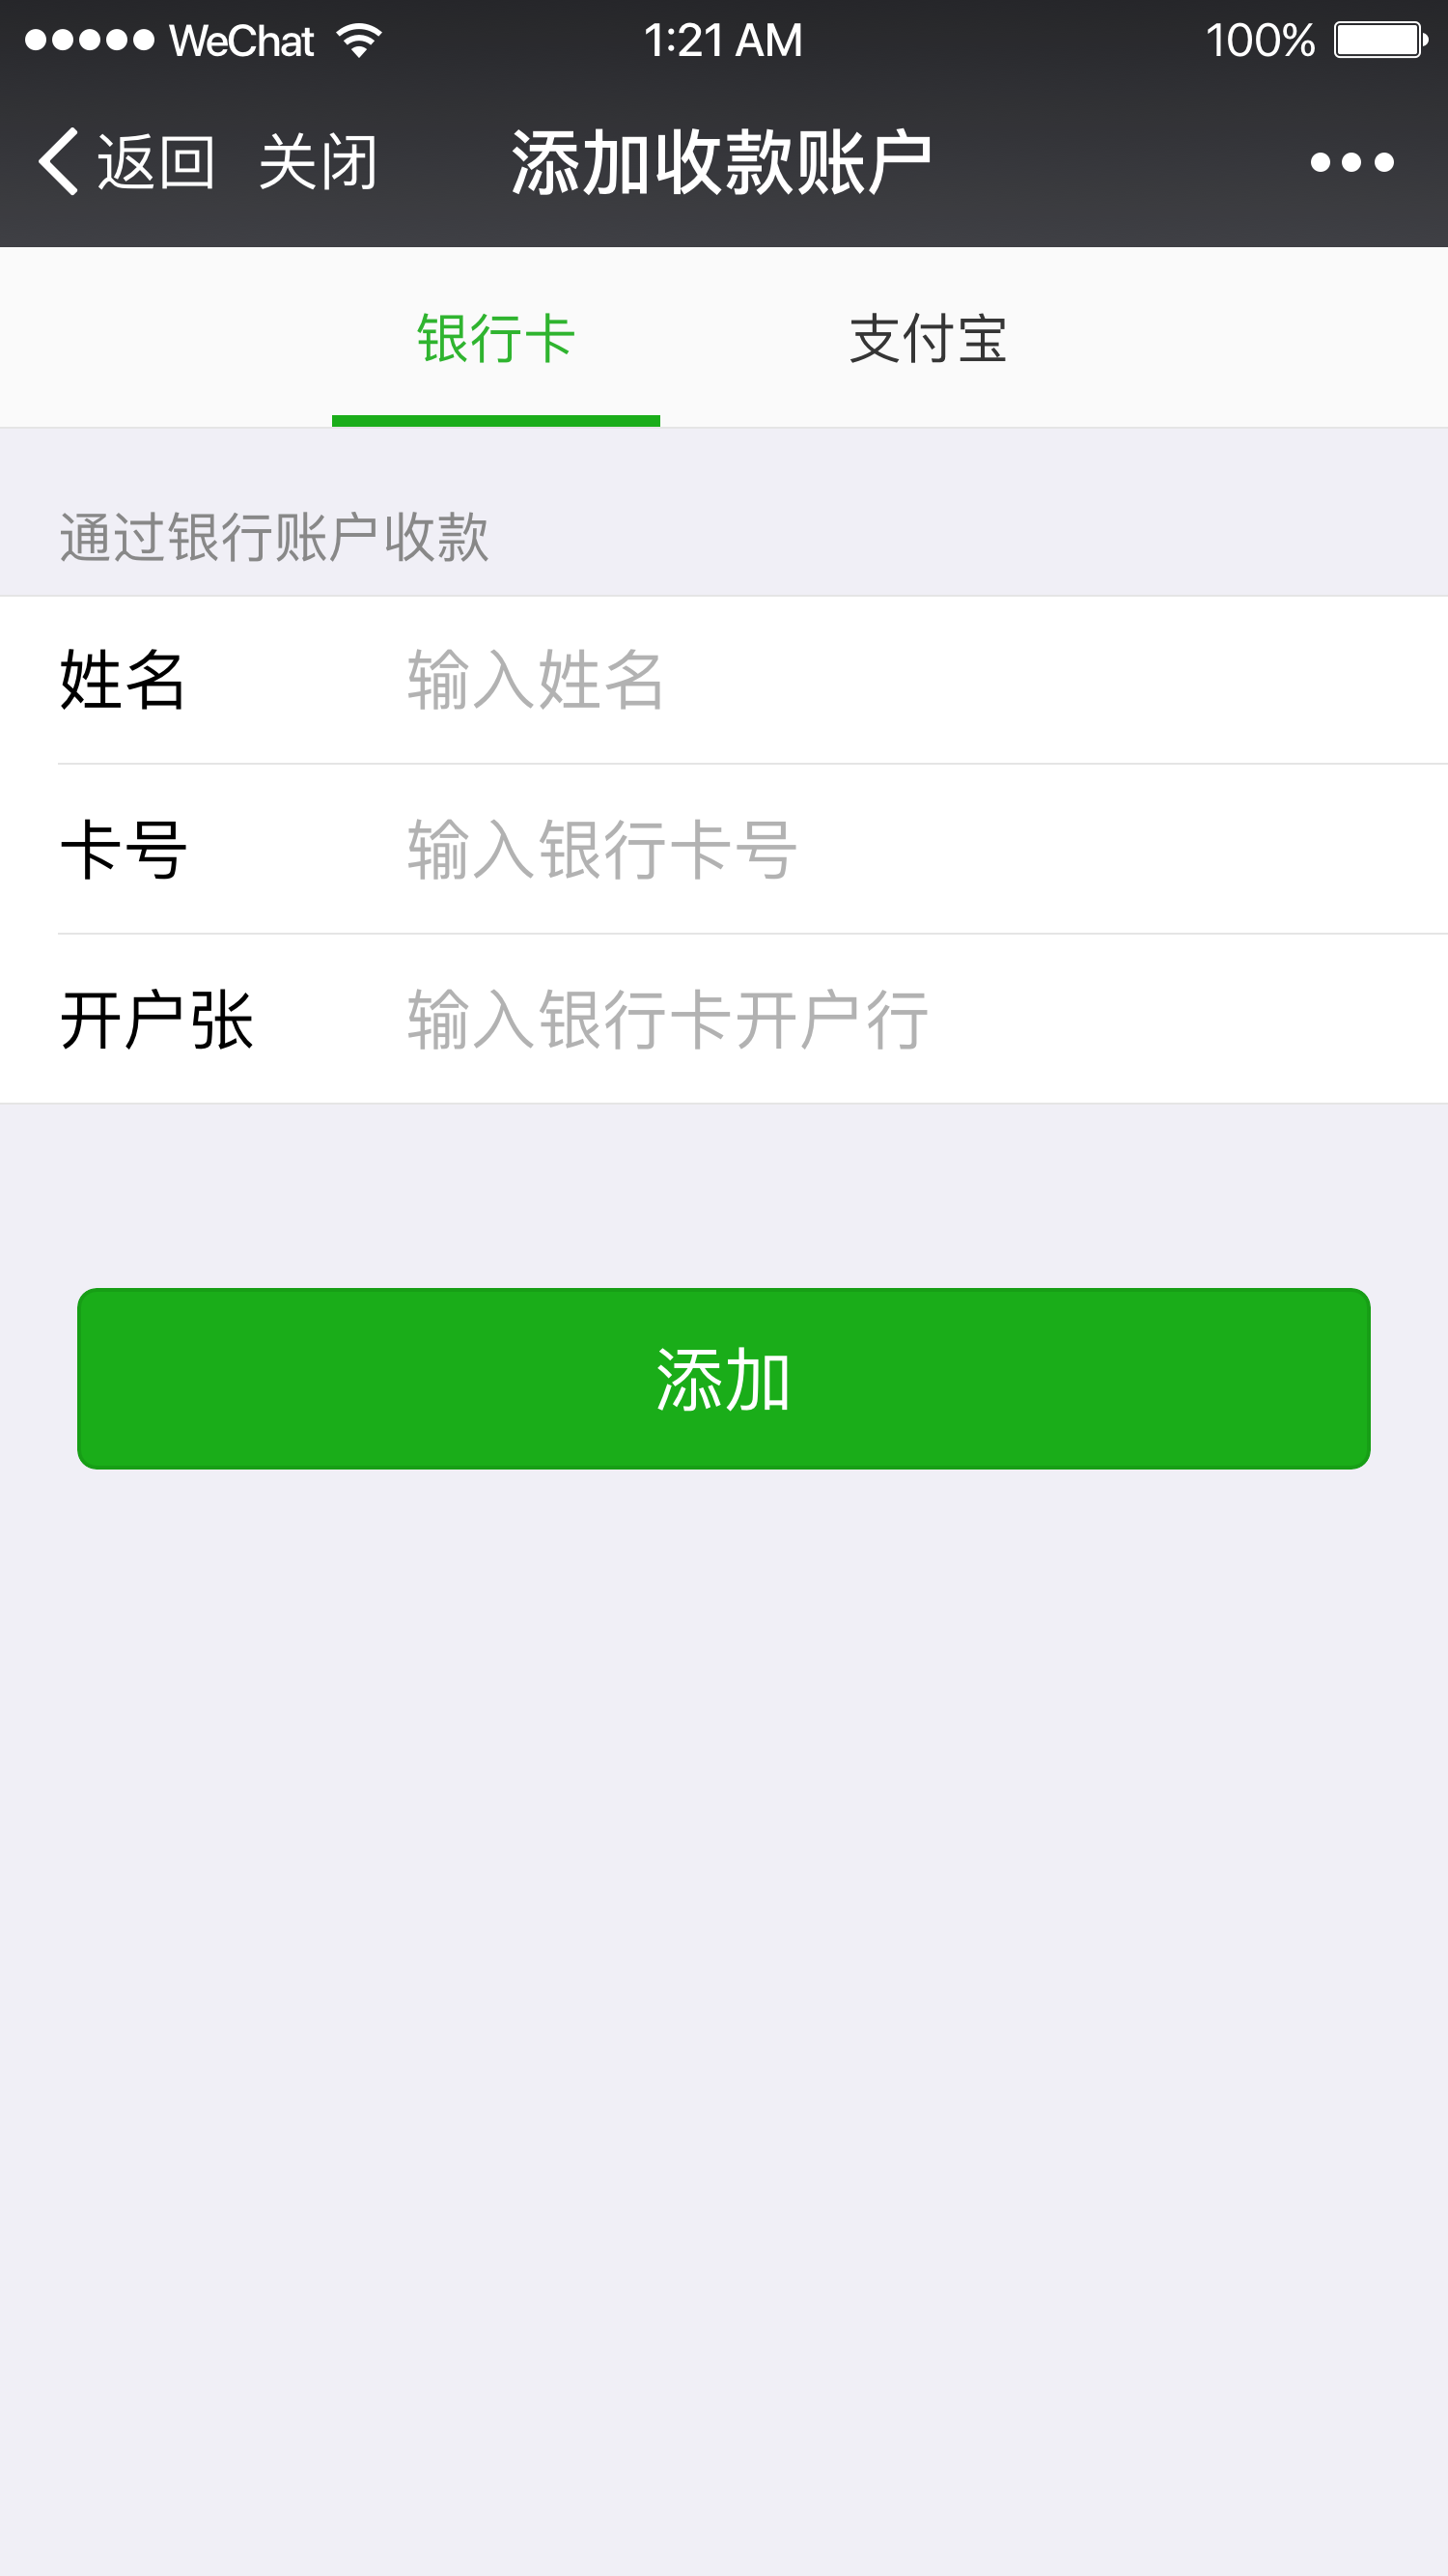 WeChat 1:21 AM 100%
返回 关闭 添加收款账户
银行卡 支付宝
通过银行账户收款
姓名 输入姓名
卡号 输入银行卡号
开户张 输入银行卡开户行
添加